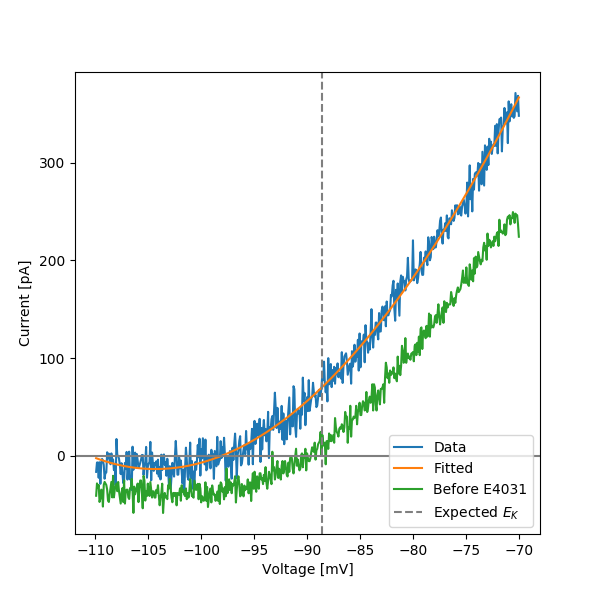 Current [pA]
300
200
100
0
−110
−105
−100
−95
−90
−85
−80
−75
−70
Voltage [mV]
Data
Fitted
Before E4031
Expected E_K